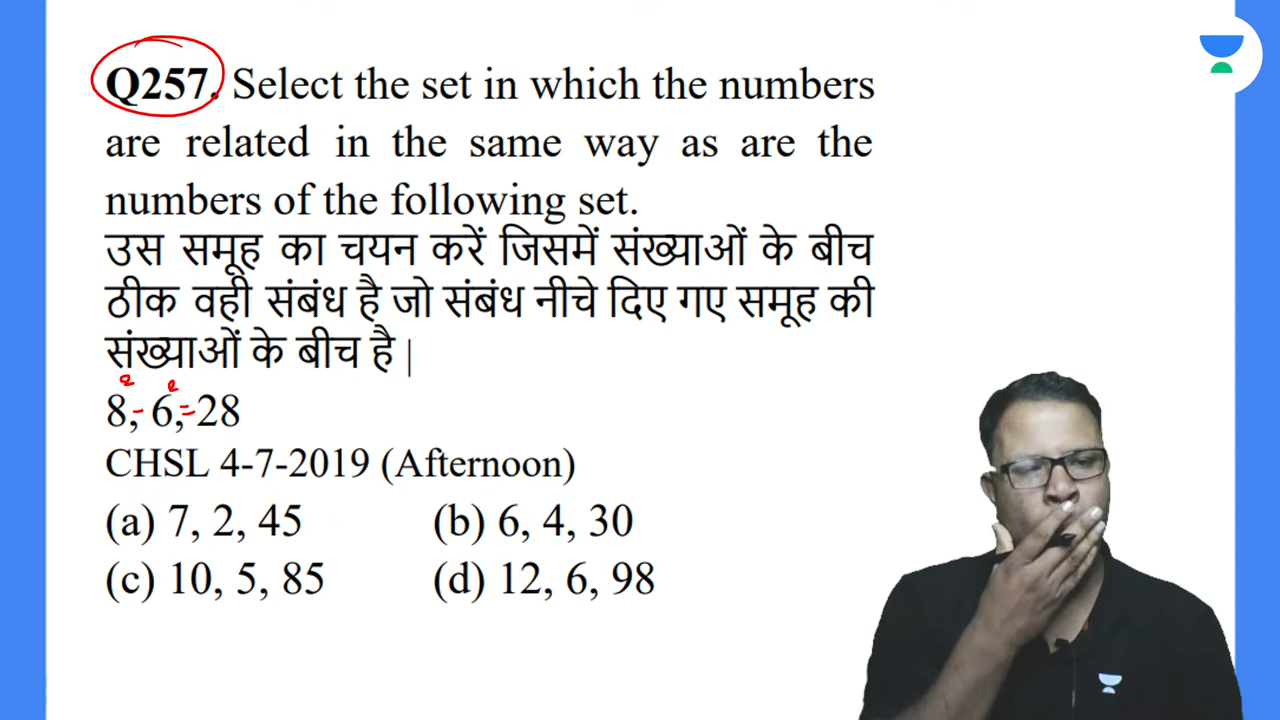 Q257. Select the set in which the numbers
are related in the same way as are the
numbers of the following set.
उस समूह का चयन करें जिसमें संख्याओं के बीच
ठीक वही संबंध है जो संबंध नीचे दिए गए समूह की
संख्याओं के बीच है |
2 2
8, - 6, = 28
CHSL 4-7-2019 (Afternoon)
(a) 7, 2, 45 (b) 6, 4, 30
(c) 10, 5, 85 (d) 12, 6, 98